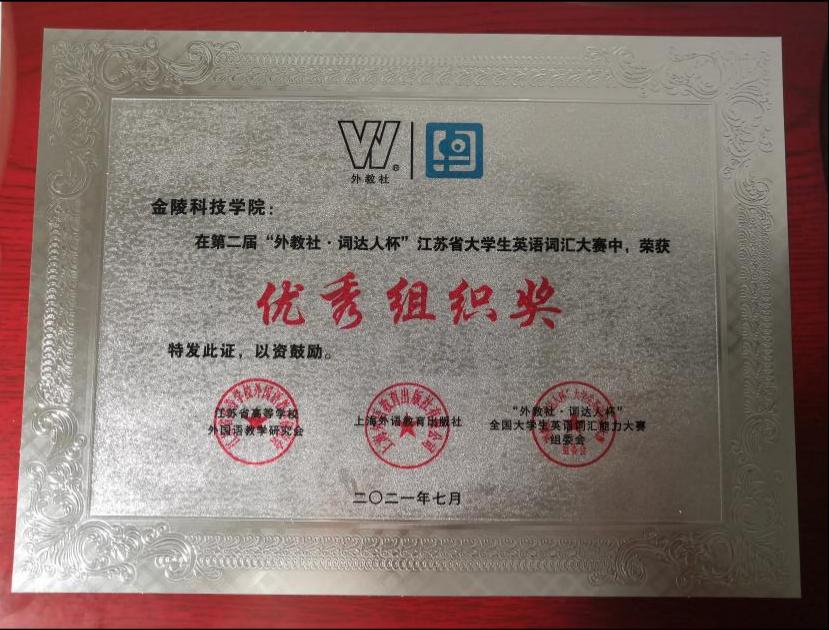 W®
外教社
金陵科技学院：
在第二届“外教社·词达人杯”江苏省大学生英语词汇大赛中，荣获
优秀组织奖
特发此证，以资鼓励。
江苏省高等学校
外国语教学研究会
上海外语教育出版社
“外教社·词达人杯”
全国大学生英语词汇能力大赛
组委会
二〇二一年七月